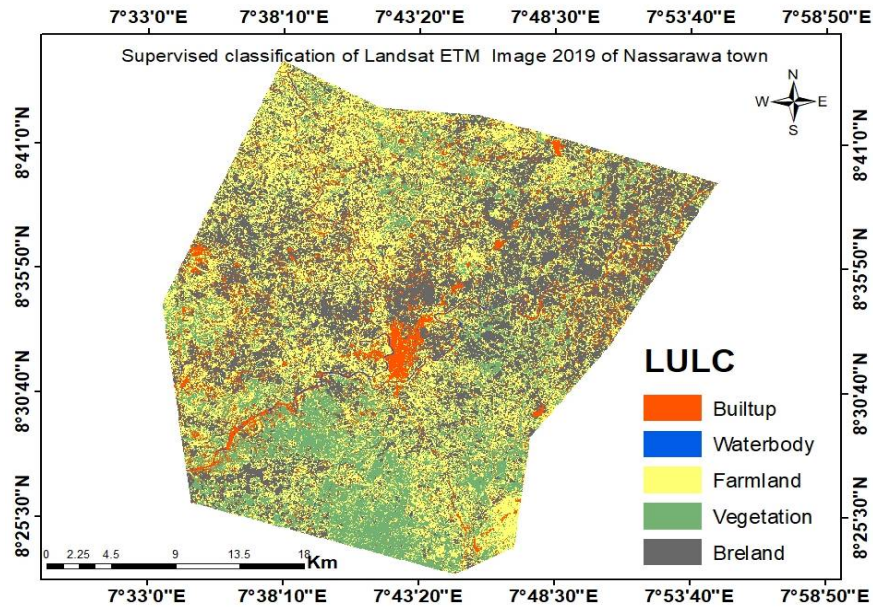 7°33'0"E 7°38'10"E 7°43'20"E 7°48'30"E 7°53'40"E 7°58'50"E
Supervised classification of Landsat ETM Image 2019 of Nassarawa town
N
W E
S
8°41'0"N 8°41'0"N
8°35'50"N 8°35'50"N
8°30'40"N 8°30'40"N
8°25'30"N 8°25'30"N
LULC
Builtup
Waterbody
Farmland
Vegetation
Breland
0 2.25 4.5 9 13.5 18
Km
7°33'0"E 7°38'10"E 7°43'20"E 7°48'30"E 7°53'40"E 7°58'50"E